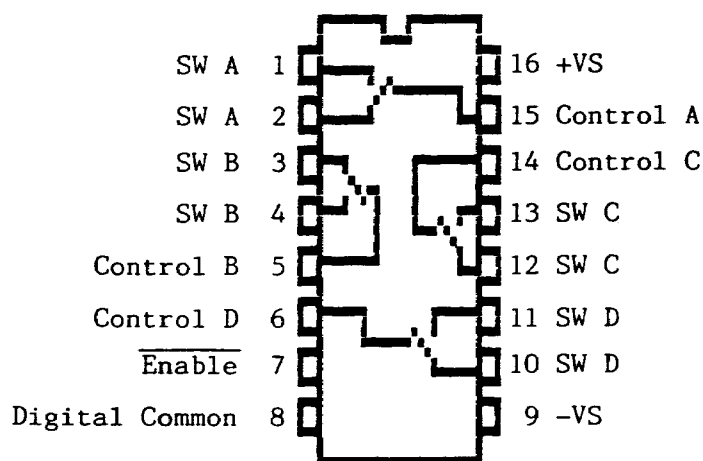 SW A 1 16 +VS
SW A 2 15 Control A
SW B 3 14 Control C
SW B 4 13 SW C
Control B 5 12 SW C
Control D 6 11 SW D
Enable 7 10 SW D
Digital Common 8 9 -VS